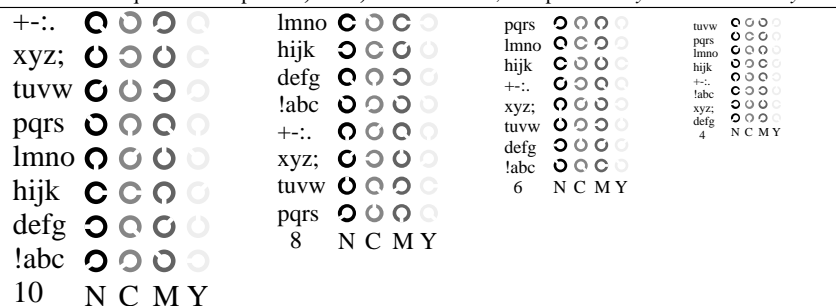 +-:.
xyz;
tuvw
pqrs
lmno
hijk
defg
!abc
10 N C M Y
lmno
hijk
defg
!abc
+-:.
xyz;
tuvw
pqrs
8 N C M Y
pqrs
lmno
hijk
+-:.
xyz;
tuvw
defg
!abc
6 N C M Y
tuvw
pqrs
lmno
hijk
+-:.
!abc
xyz;
defg
4 N C M Y